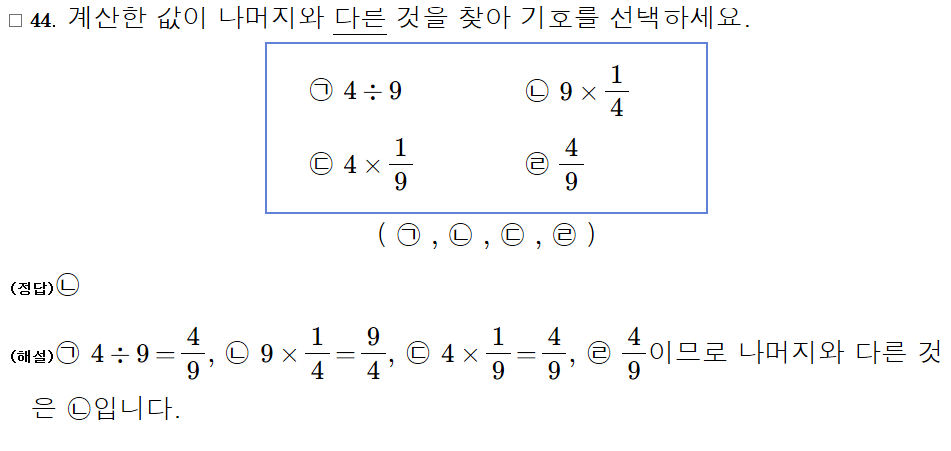 □ 44. 계산한 값이 나머지와 다른 것을 찾아 기호를 선택하세요.
㉠ 4 ÷ 9 ㉡ 9 × 1/4
㉢ 4 × 1/9 ㉣ 4/9
( ㉠ , ㉡ , ㉢ , ㉣ )
(정답)㉡
(해설)㉠ 4 ÷ 9 = 4/9, ㉡ 9 × 1/4 = 9/4, ㉢ 4 × 1/9 = 4/9, ㉣ 4/9이므로 나머지와 다른 것
은 ㉡입니다.